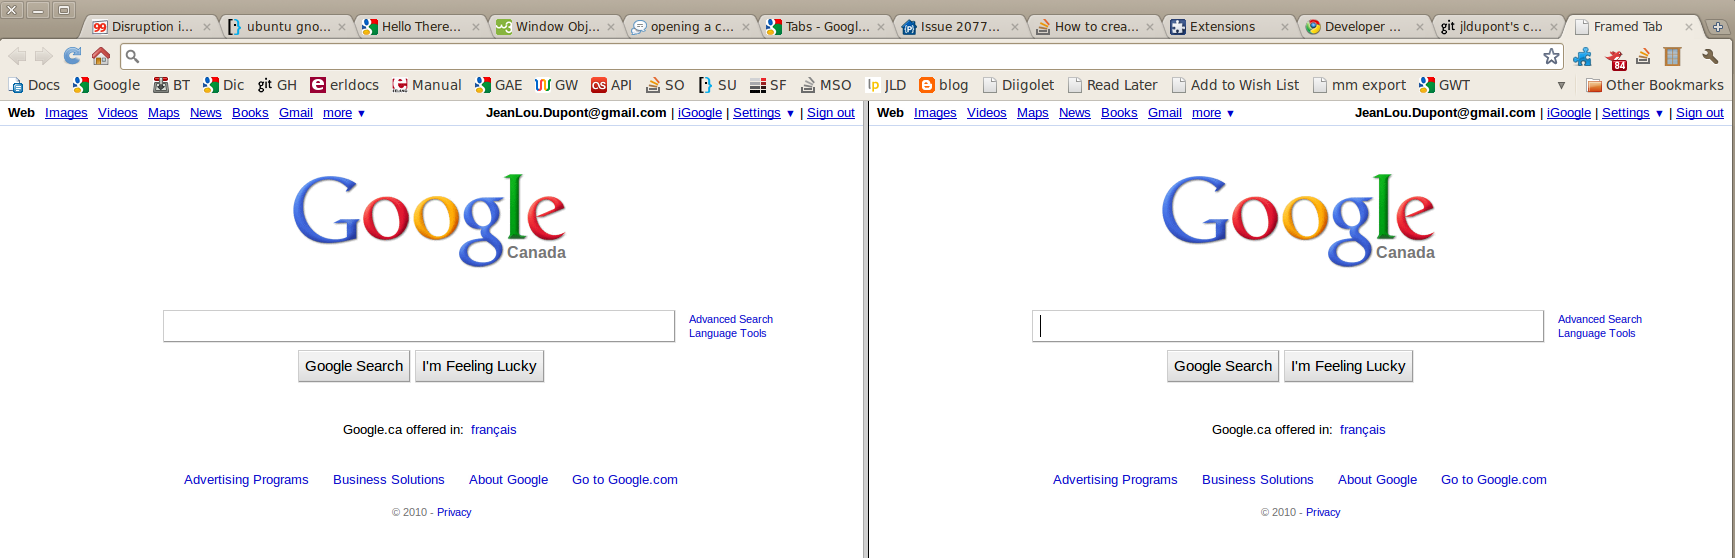 Disruption i... ubuntu gno... Hello There... Window Obj... opening a c... Tabs - Googl... Issue 2077... How to crea... Extensions Developer ... git jldupont's c... Framed Tab
Docs Google BT Dic git GH erldocs Manual GAE GW API SO SU SF MSO JLD blog Diigolet Read Later Add to Wish List mm export GWT Other Bookmarks
84
Web Images Videos Maps News Books Gmail more ▼ JeanLou.Dupont@gmail.com | iGoogle | Settings ▼ | Sign out
Google
Canada
Advanced Search
Language Tools
Google Search I'm Feeling Lucky
Google.ca offered in: français
Advertising Programs Business Solutions About Google Go to Google.com
© 2010 - Privacy
Web Images Videos Maps News Books Gmail more ▼ JeanLou.Dupont@gmail.com | iGoogle | Settings ▼ | Sign out
Google
Canada
Advanced Search
Language Tools
Google Search I'm Feeling Lucky
Google.ca offered in: français
Advertising Programs Business Solutions About Google Go to Google.com
© 2010 - Privacy